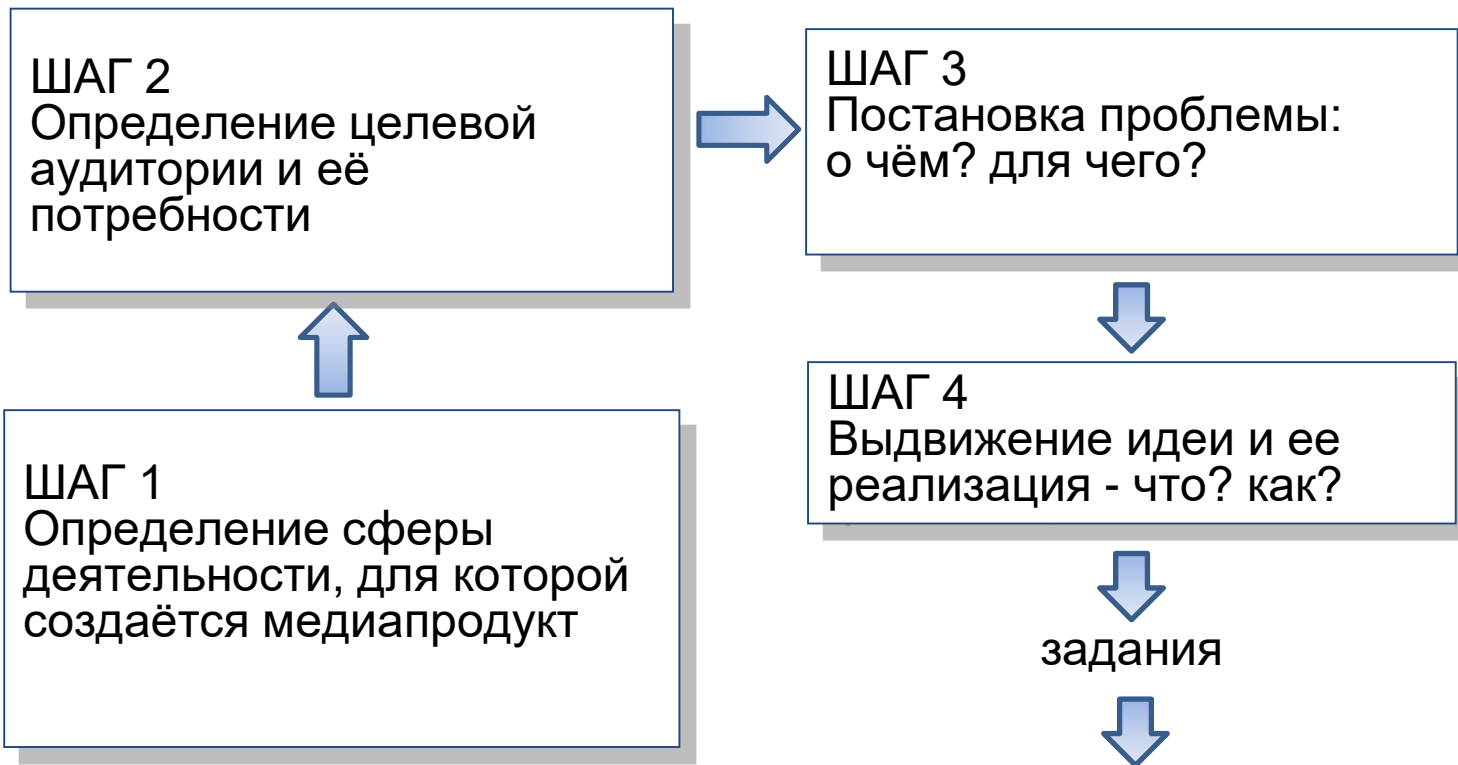 ШАГ 2
Определение целевой
аудитории и её
потребности
ШАГ 3
Постановка проблемы:
о чём? для чего?
ШАГ 1
Определение сферы
деятельности, для которой
создаётся медиапродукт
ШАГ 4
Выдвижение идеи и ее
реализация - что? как?
задания